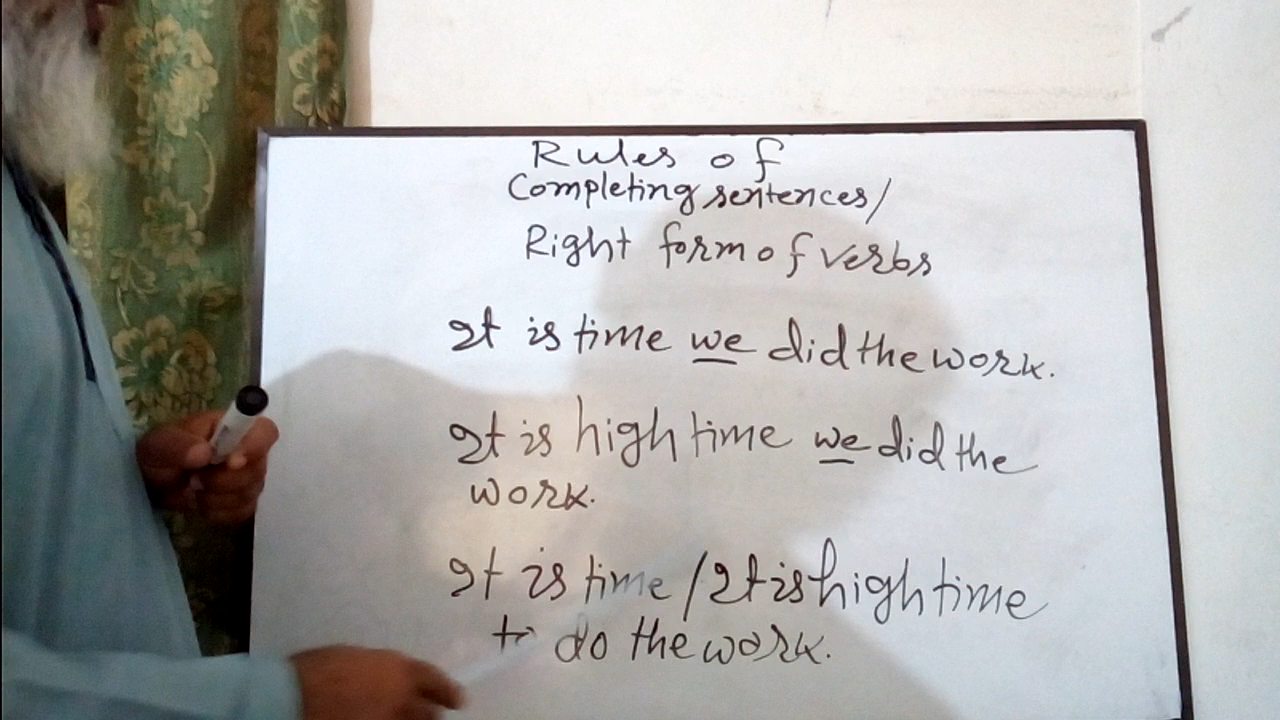 Rules of
Completing sentences/
Right form of verbs
It is time we did the work.
It is high time we did the
work.
It is time / It is high time
to do the work.